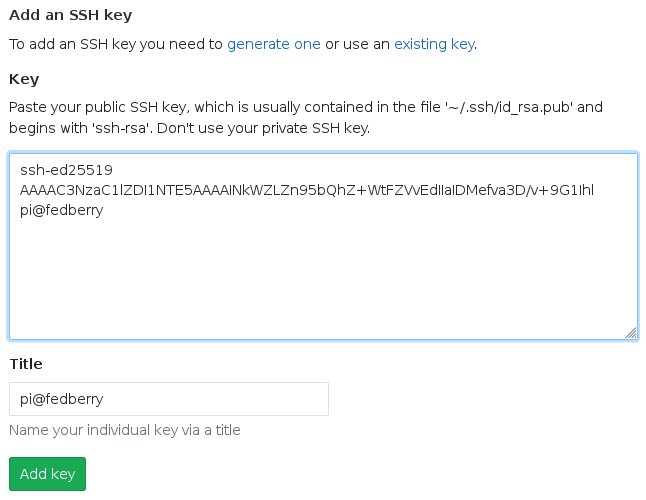 Add an SSH key
To add an SSH key you need to generate one or use an existing key.
Key
Paste your public SSH key, which is usually contained in the file '~/.ssh/id_rsa.pub' and
begins with 'ssh-rsa'. Don't use your private SSH key.
ssh-ed25519
AAAAC3NzaC1lZDI1NTE5AAAAINkWZLZn95bQhZ+WtFZVvEdIIaIDMefva3D/v+9G1Ihl
pi@fedberry
Title
pi@fedberry
Name your individual key via a title
Add key